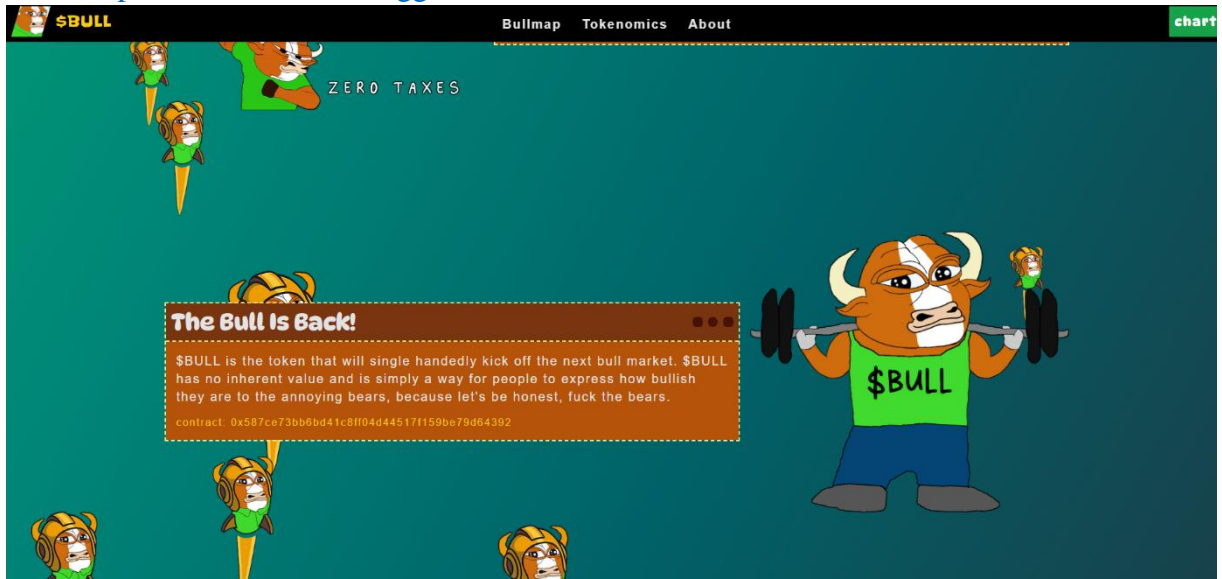 $BULL
Bullmap Tokenomics About
chart
ZERO TAXES
The Bull Is Back!
$BULL is the token that will single handedly kick off the next bull market. $BULL
has no inherent value and is simply a way for people to express how bullish
they are to the annoying bears, because let's be honest, fuck the bears.
contract: 0x587ce73bb6bd41c8ff04d44517f159be79d64392
$BULL